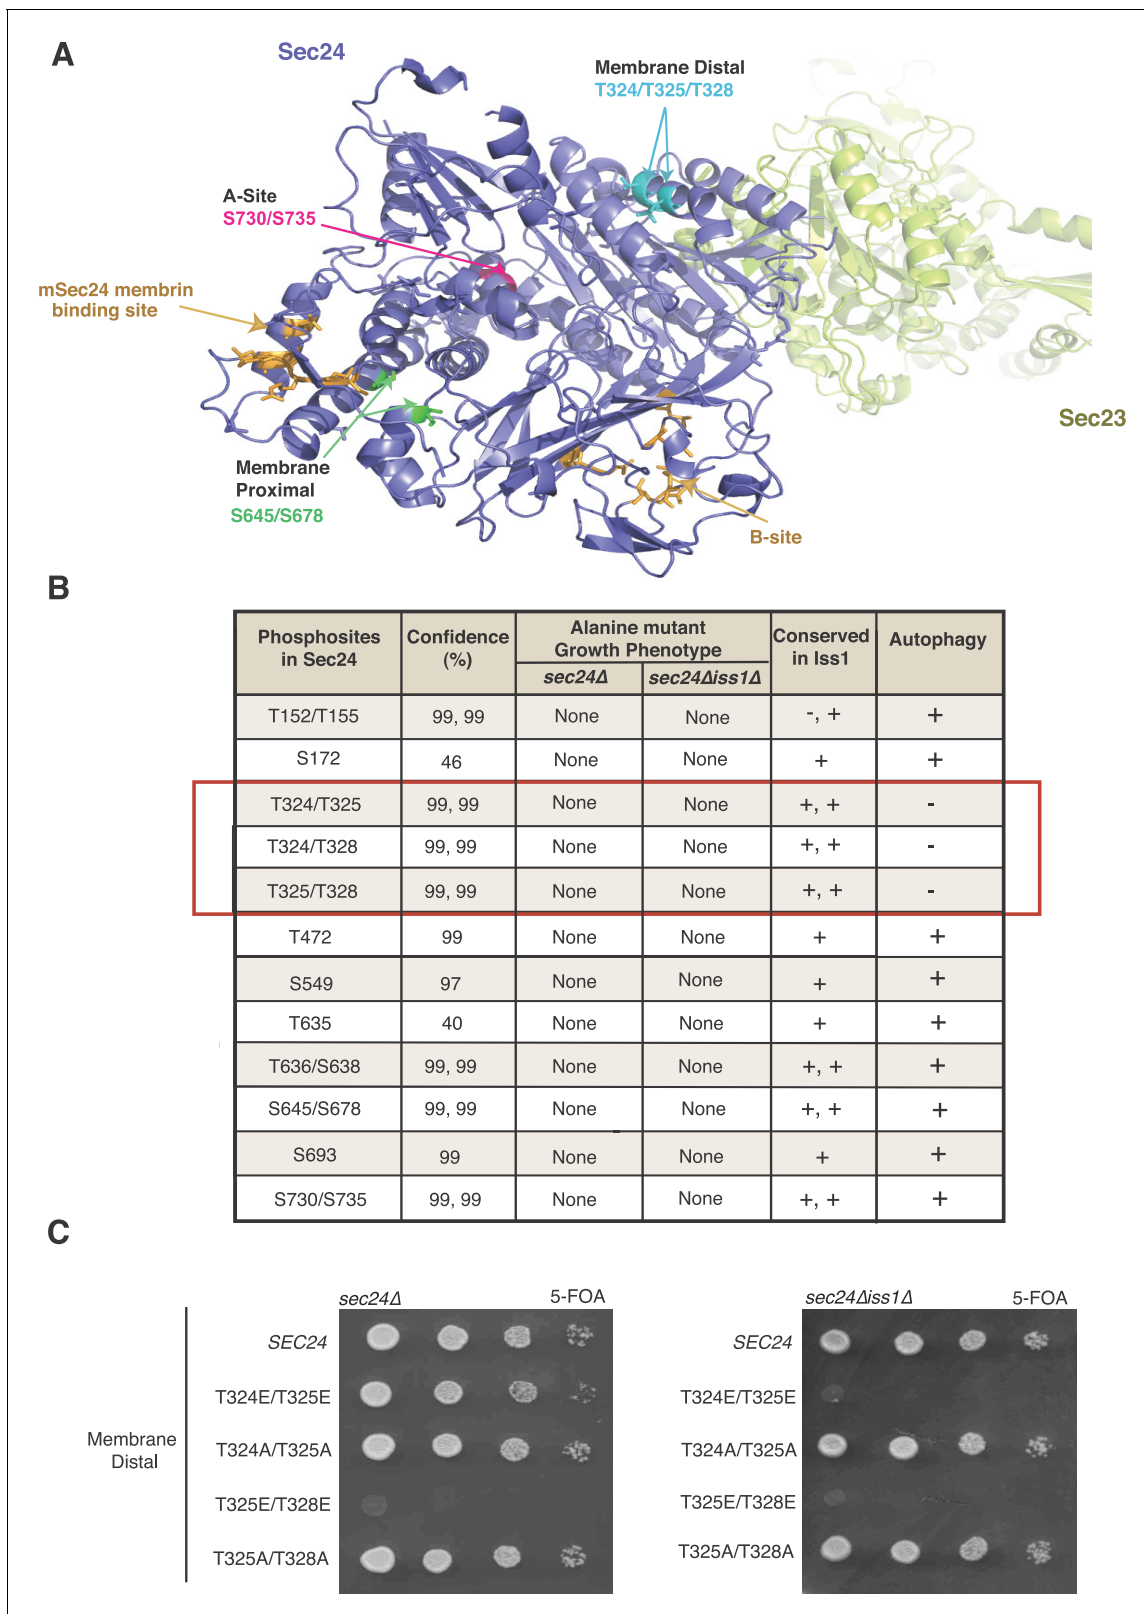 A
Sec24
Membrane Distal
T324/T325/T328
A-Site
S730/S735
mSec24 membrin
binding site
Sec23
Membrane
Proximal
S645/S678
B-site
B
Phosphosites in Sec24 Confidence (%) Alanine mutant Growth Phenotype Conserved in Iss1 Autophagy
sec24Δ sec24Δiss1Δ
T152/T155 99, 99 None None -, + +
S172 46 None None + +
T324/T325 99, 99 None None +, + -
T324/T328 99, 99 None None +, + -
T325/T328 99, 99 None None +, + -
T472 99 None None + +
S549 97 None None + +
T635 40 None None + +
T636/S638 99, 99 None None +, + +
S645/S678 99, 99 None None +, + +
S693 99 None None + +
S730/S735 99, 99 None None +, + +
C
sec24Δ 5-FOA
SEC24
T324E/T325E
T324A/T325A
T325E/T328E
T325A/T328A
Membrane
Distal
sec24Δiss1Δ 5-FOA
SEC24
T324E/T325E
T324A/T325A
T325E/T328E
T325A/T328A